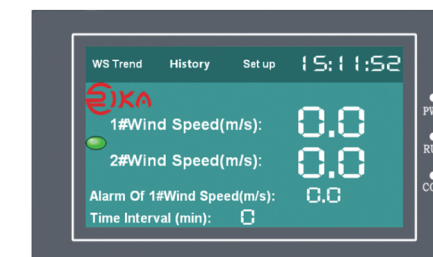 WS Trend History Set up 15:11:52
1#Wind Speed(m/s): 0.0
2#Wind Speed(m/s): 0.0
Alarm Of 1#Wind Speed(m/s): 0.0
Time Interval (min): 0